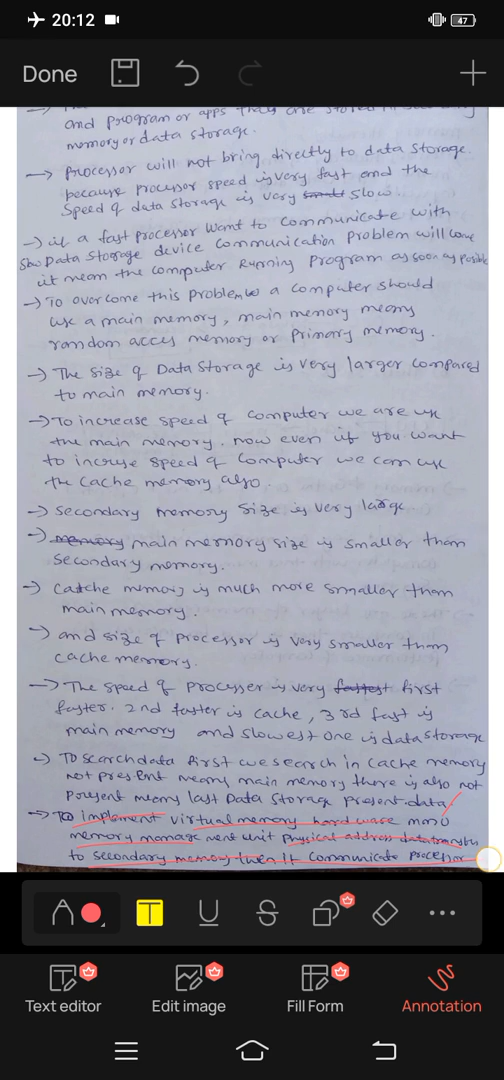 20:12
47
Done
and program or apps that are stored in
memory or data storage.
→ processor will not bring directly to data storage.
because processor speed is very fast and the
speed of data storage is very small slow.
→ if a fast processor want to communicate with
slow Data storage device communication problem will come
it mean the computer running program as soon as posible
→ To over come this problem a computer should
use a main memory, main memory means
random acces memory or primary memory.
→ The size of Data storage is very larger compared
to main memory.
→ To increase speed of computer we are use
the main memory. now even if you want
to increse speed of computer we can use
the cache memory also.
→ secondary memory size is very large
→ memory main memory size is smaller than
secondary memory.
→ catche memory is much more smaller than
main memory.
→ and size of processor is very smaller than
cache memory.
→ The speed of processer is very fastest first
faster. 2nd faster is cache, 3rd fast is
main memory and slowest one is data storage
→ To search data first we search in cache memory
not present means main memory there is also not
present means last Data storage present data
→ To implement virtual memory hard ware mmu
memory manage ment unit physical address data transfer
to secondary memory then it communicate processor
Text editor
Edit image
Fill Form
Annotation